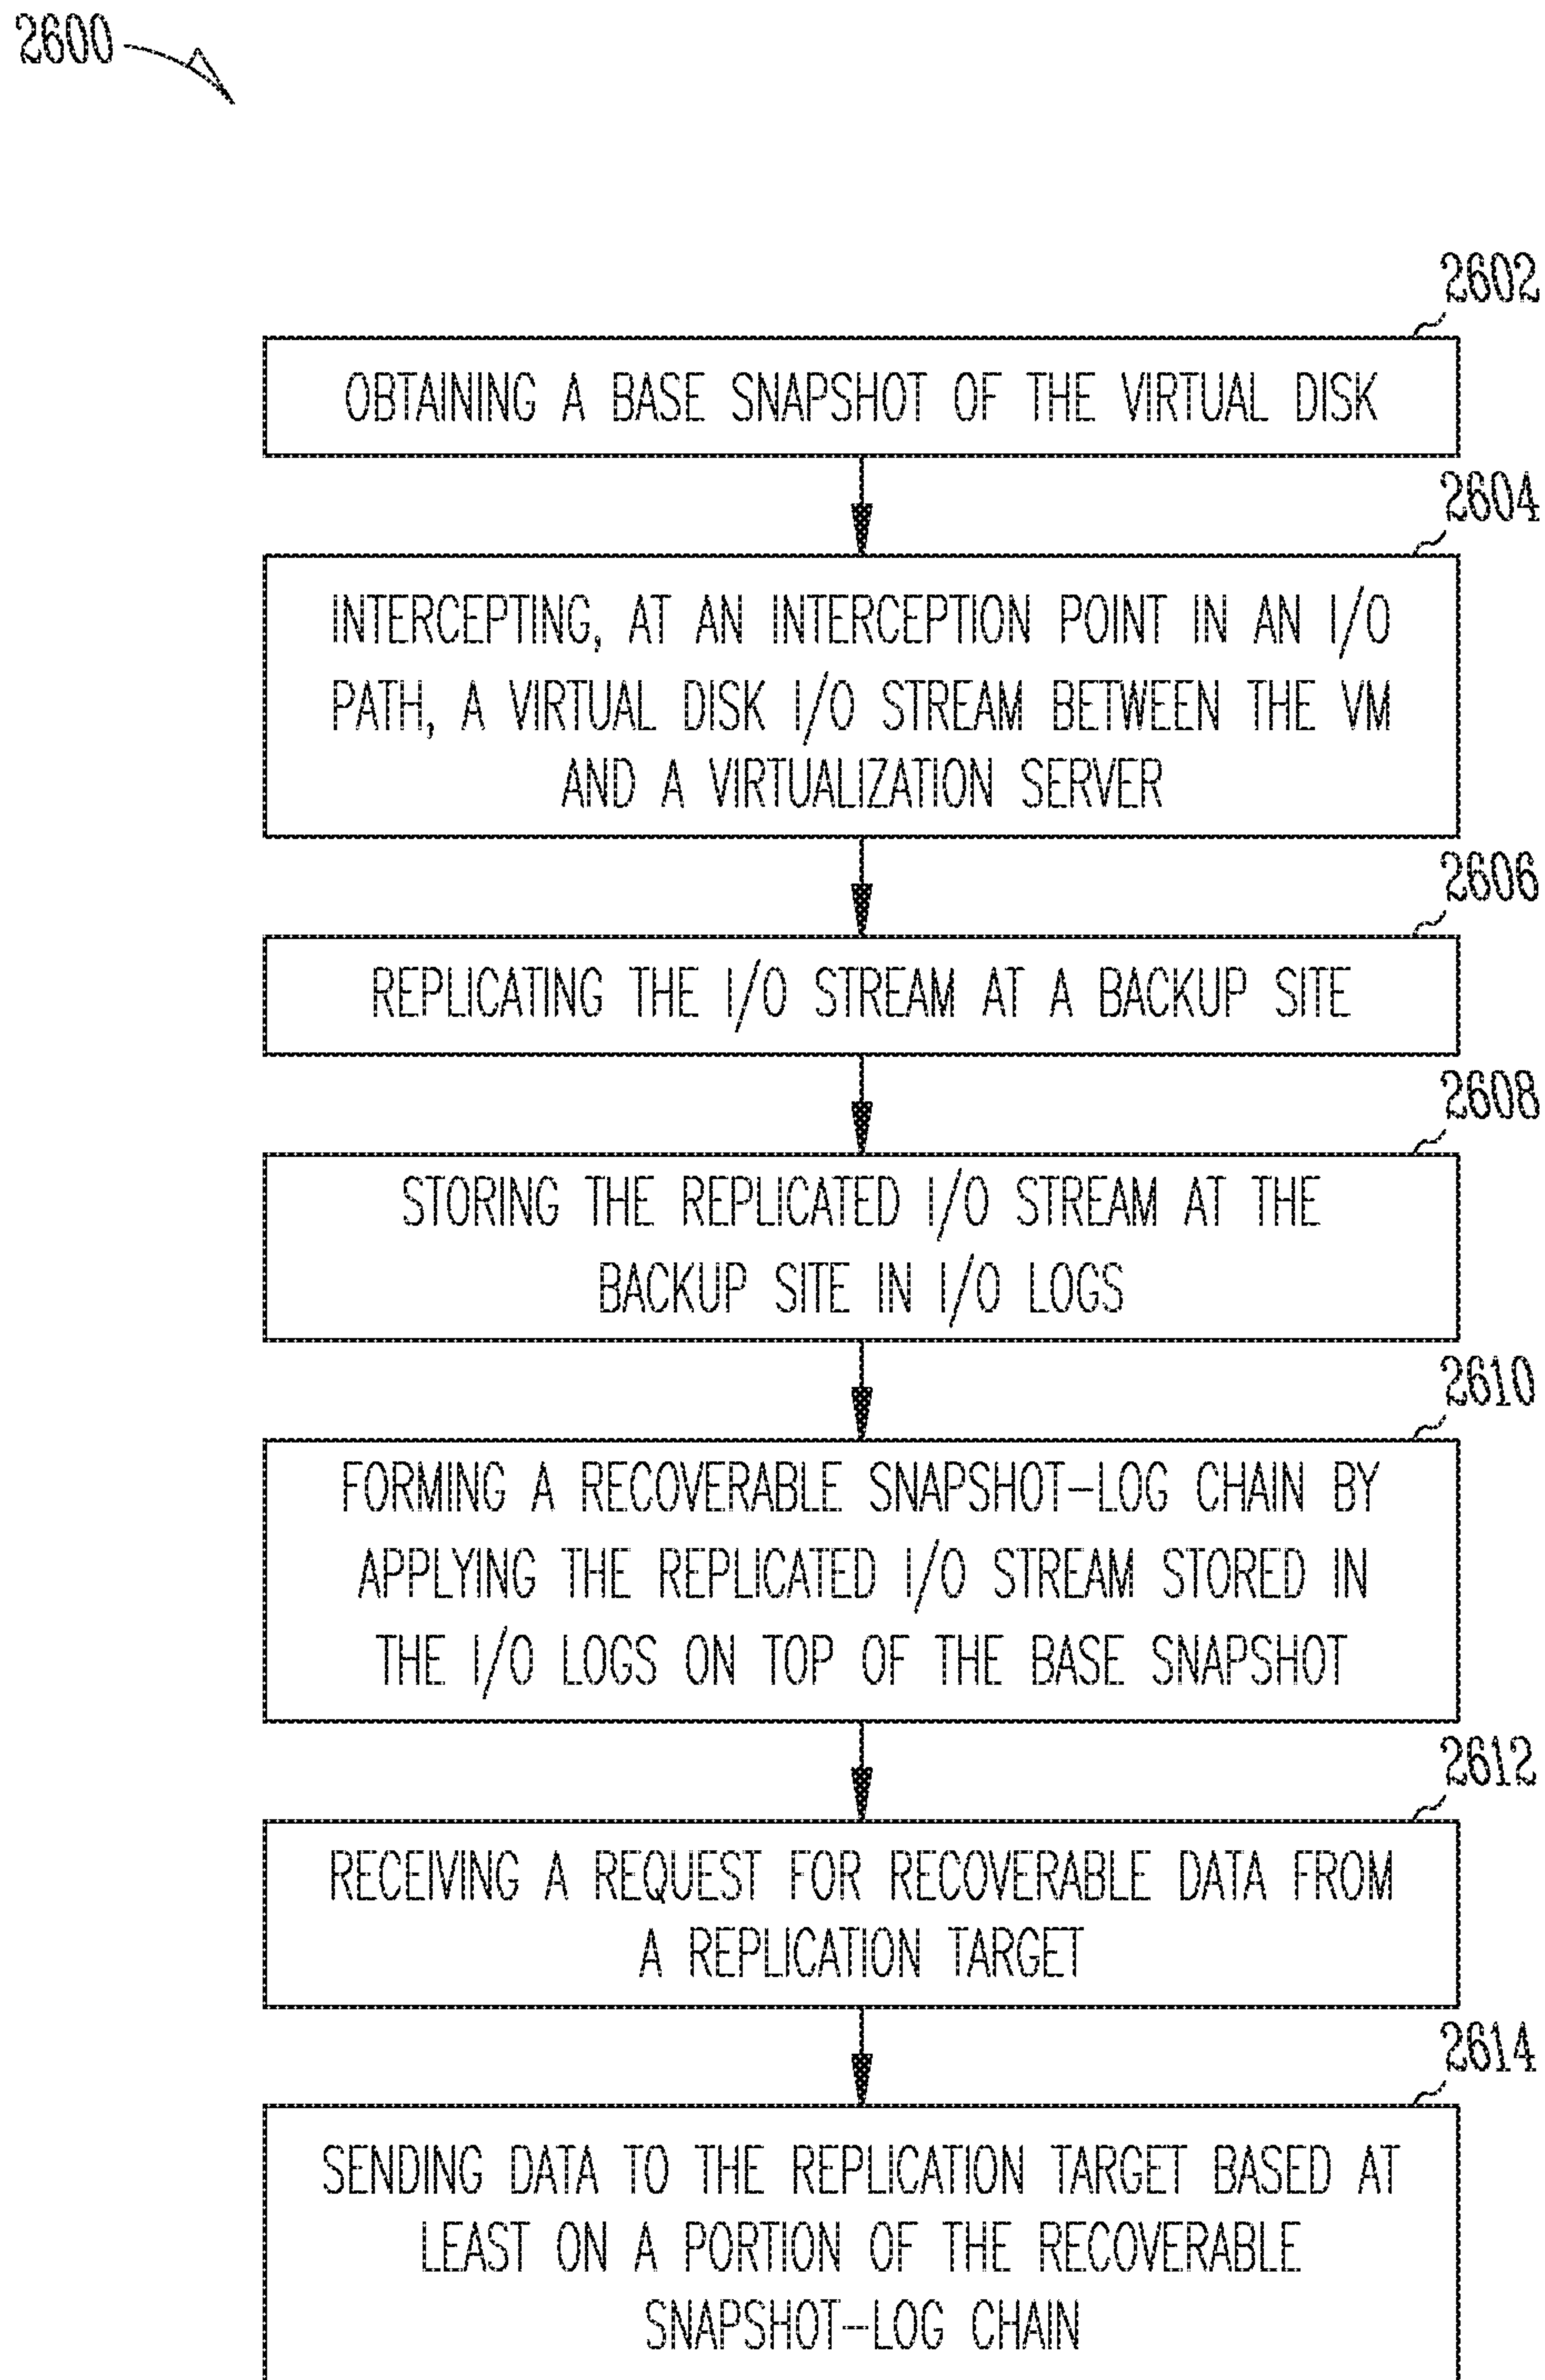 2600
2602
OBTAINING A BASE SNAPSHOT OF THE VIRTUAL DISK
2604
INTERCEPTING, AT AN INTERCEPTION POINT IN AN I/O
PATH, A VIRTUAL DISK I/O STREAM BETWEEN THE VM
AND A VIRTUALIZATION SERVER
2606
REPLICATING THE I/O STREAM AT A BACKUP SITE
2608
STORING THE REPLICATED I/O STREAM AT THE
BACKUP SITE IN I/O LOGS
2610
FORMING A RECOVERABLE SNAPSHOT-LOG CHAIN BY
APPLYING THE REPLICATED I/O STREAM STORED IN
THE I/O LOGS ON TOP OF THE BASE SNAPSHOT
2612
RECEIVING A REQUEST FOR RECOVERABLE DATA FROM
A REPLICATION TARGET
2614
SENDING DATA TO THE REPLICATION TARGET BASED AT
LEAST ON A PORTION OF THE RECOVERABLE
SNAPSHOT-LOG CHAIN